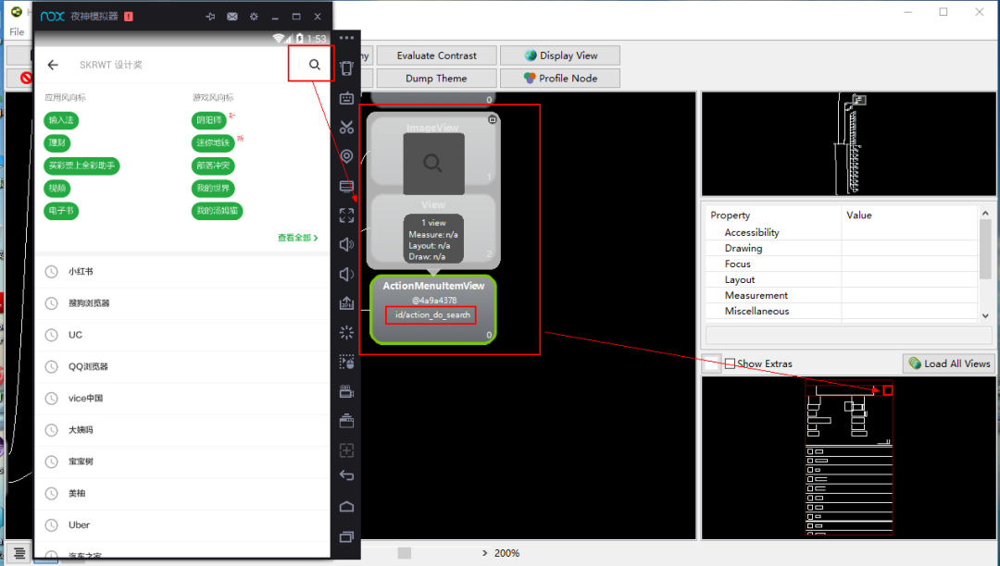 nox 夜神模拟器
File
1:53
SKRWT 设计奖
应用风向标
游戏风向标
输入法
阴阳师
新
理财
迷你地铁
新
买彩票上全彩助手
部落冲突
视频
我的世界
电子书
我的汤姆猫
查看全部
小红书
搜狗浏览器
UC
QQ浏览器
vice中国
大姨吗
宝宝树
美柚
Uber
汽车之家
Evaluate Contrast
Display View
Dump Theme
Profile Node
0
ImageView
1
View
1 view
Measure: n/a
Layout: n/a
Draw: n/a
2
ActionMenuItemView
@4a9a4378
id/action_do_search
0
Property
Value
Accessibility
Drawing
Focus
Layout
Measurement
Miscellaneous
Show Extras
Load All Views
200%